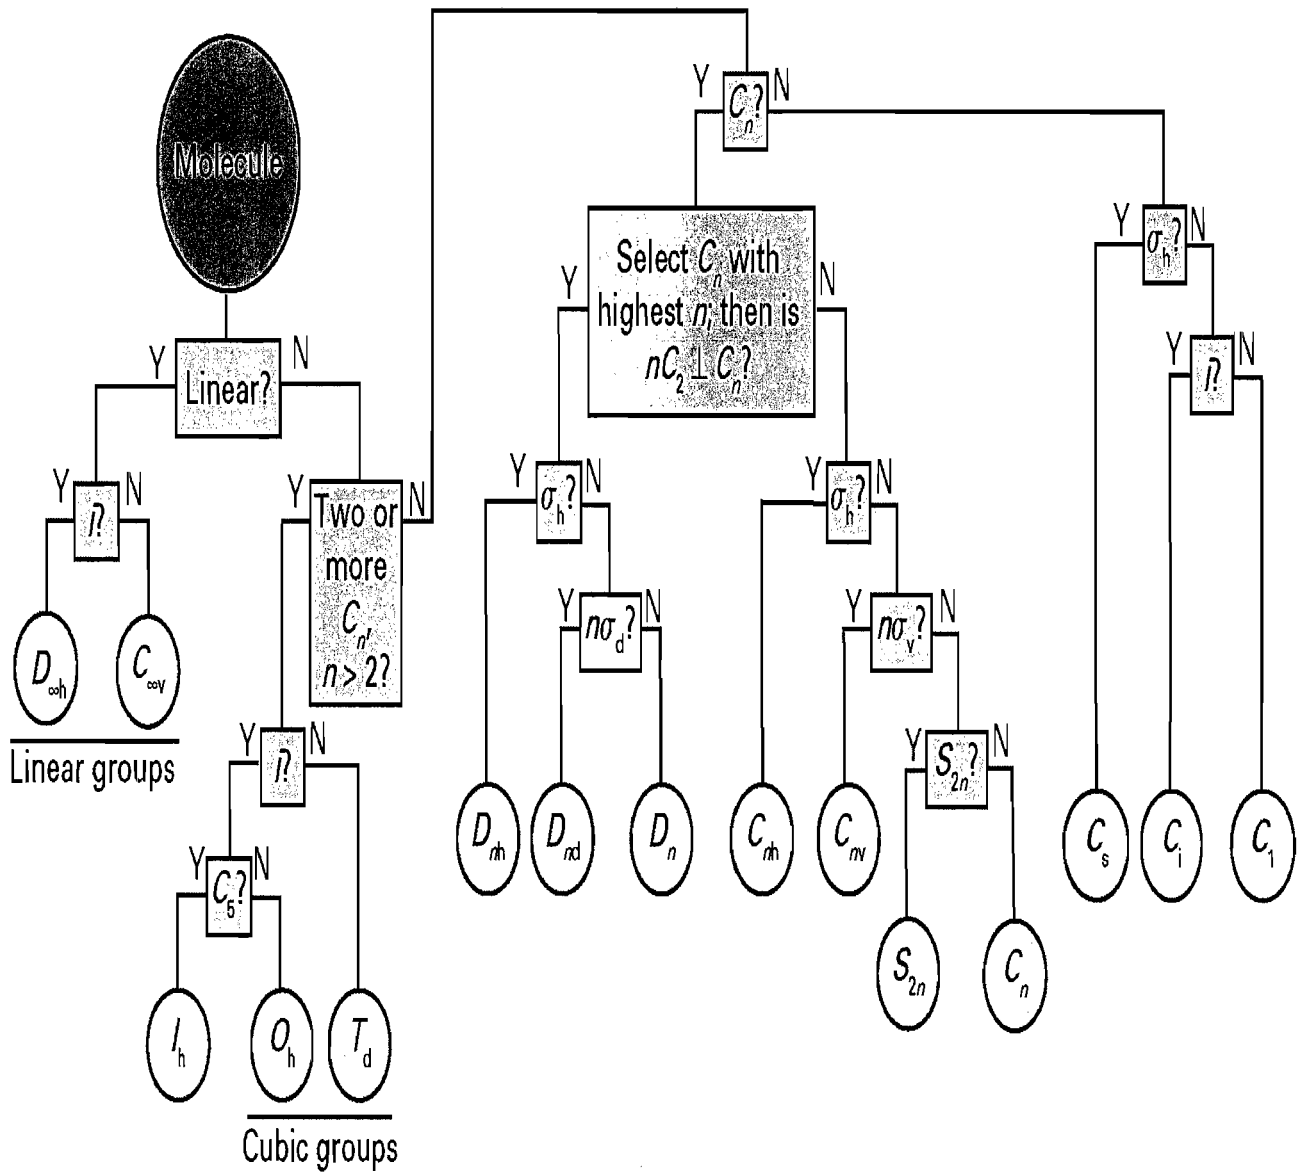 Molecule
Y
N
Linear?
Y
N
i?
D∞h
C∞v
Linear groups
Y
N
Two or
more
Cn,
n > 2?
Y
N
i?
Y
N
C5?
Ih
Oh
Td
Cubic groups
Y
N
Cn?
Y
N
Select Cn with
highest n; then is
nC2 ⊥ Cn?
Y
N
σh?
Y
N
nσd?
Dnh
Dnd
Dn
Y
N
σh?
Y
N
nσv?
Y
N
S2n?
Cnh
Cnv
S2n
Cn
Y
N
σh?
Y
N
i?
Cs
Ci
C1